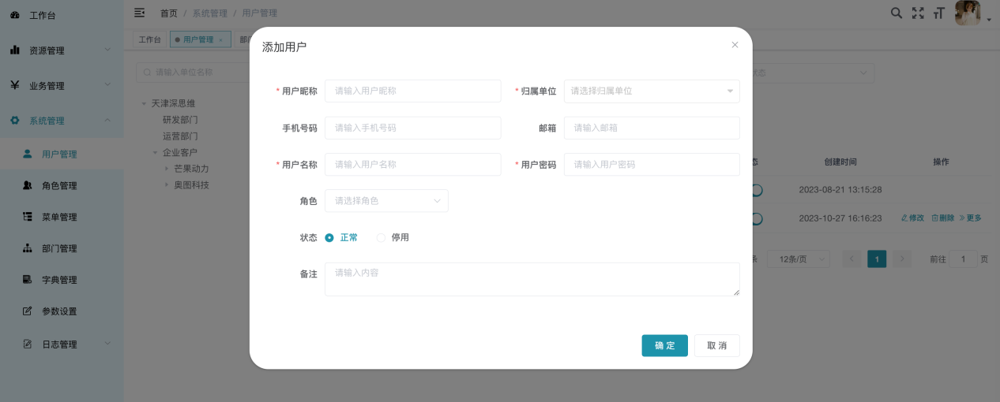 工作台
资源管理
业务管理
系统管理
用户管理
角色管理
菜单管理
部门管理
字典管理
参数设置
日志管理
首页 / 系统管理 / 用户管理
工作台
用户管理 ×
部门
请输入单位名称
天津深思维
研发部门
运营部门
企业客户
芒果动力
奥图科技
添加用户
* 用户昵称 请输入用户昵称 * 归属单位 请选择归属单位
手机号码 请输入手机号码 邮箱 请输入邮箱
* 用户名称 请输入用户名称 * 用户密码 请输入用户密码
角色 请选择角色
状态 正常 停用
备注 请输入内容
确 定 取 消
状态
态 创建时间 操作
2023-08-21 13:15:28
2023-10-27 16:16:23 修改 删除 更多
条 12条/页 1 前往 1 页